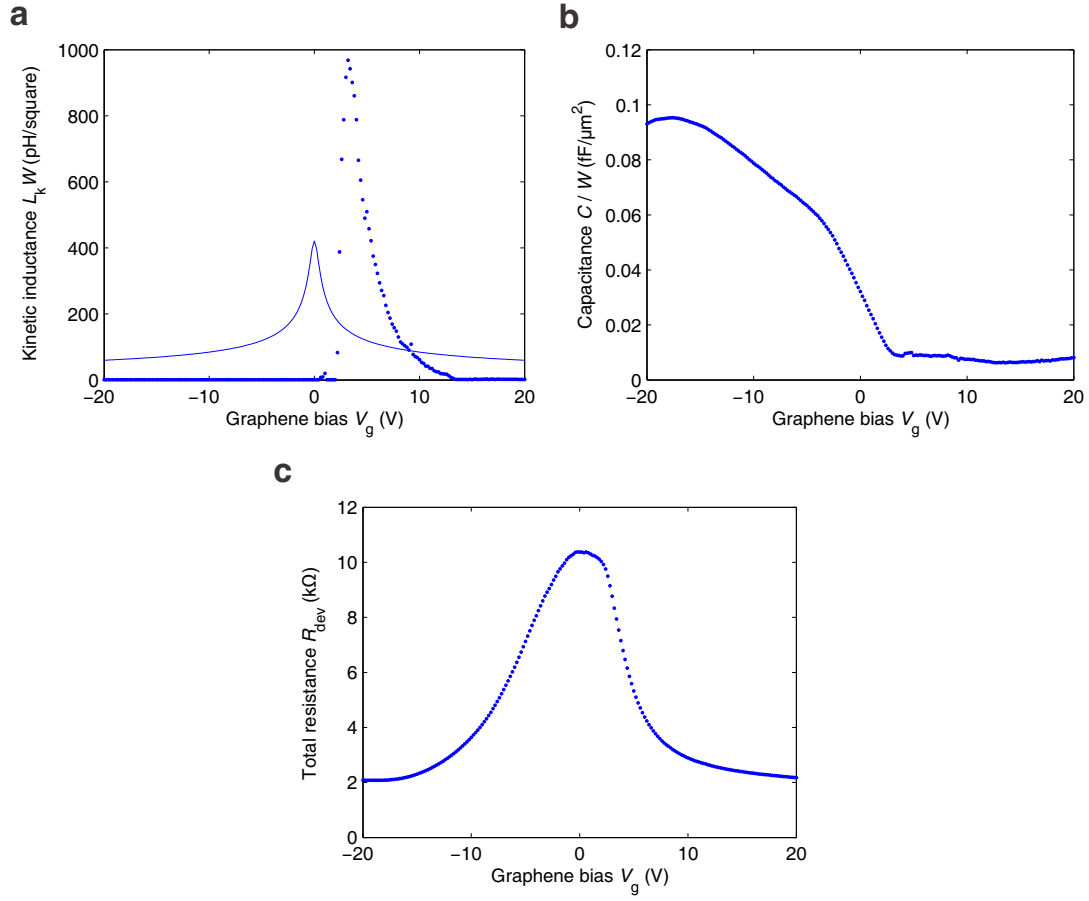 a
1000
800
600
400
200
0
Kinetic inductance LkW (pH/square)
−20 −10 0 10 20
Graphene bias Vg (V)
b
0.12
0.1
0.08
0.06
0.04
0.02
0
Capacitance C / W (fF/µm²)
−20 −10 0 10 20
Graphene bias Vg (V)
c
12
10
8
6
4
2
0
Total resistance Rdev (kΩ)
−20 −10 0 10 20
Graphene bias Vg (V)